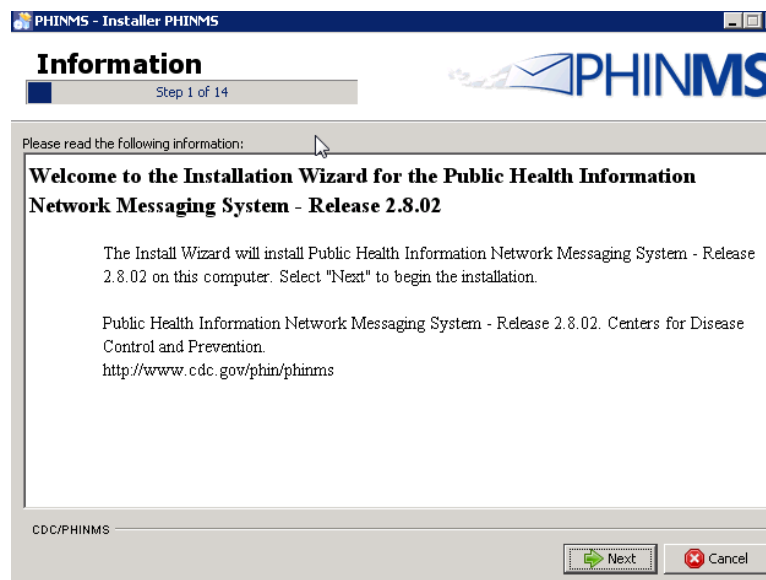 PHINMS - Installer PHINMS
Information
Step 1 of 14
PHINMS
Please read the following information:
Welcome to the Installation Wizard for the Public Health Information
Network Messaging System - Release 2.8.02
The Install Wizard will install Public Health Information Network Messaging System - Release
2.8.02 on this computer. Select "Next" to begin the installation.
Public Health Information Network Messaging System - Release 2.8.02. Centers for Disease
Control and Prevention.
http://www.cdc.gov/phin/phinms
CDC/PHINMS
Next
Cancel